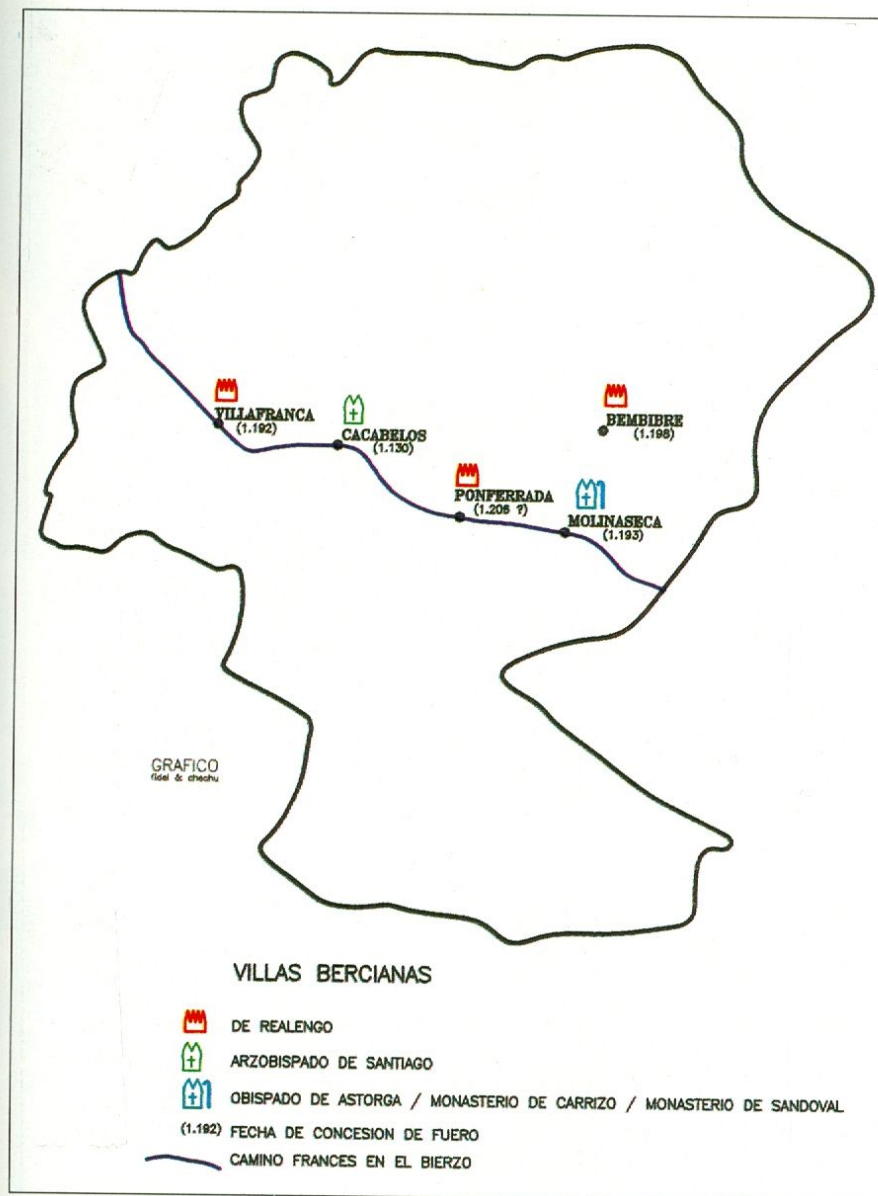 VILLAFRANCA
(1.192)
CACABELOS
(1.130)
BEMBIBRE
(1.198)
PONFERRADA
(1.206 ?)
MOLINASECA
(1.193)
GRAFICO
fidel & chechu
VILLAS BERCIANAS
DE REALENGO
ARZOBISPADO DE SANTIAGO
OBISPADO DE ASTORGA / MONASTERIO DE CARRIZO / MONASTERIO DE SANDOVAL
(1.192) FECHA DE CONCESION DE FUERO
CAMINO FRANCES EN EL BIERZO